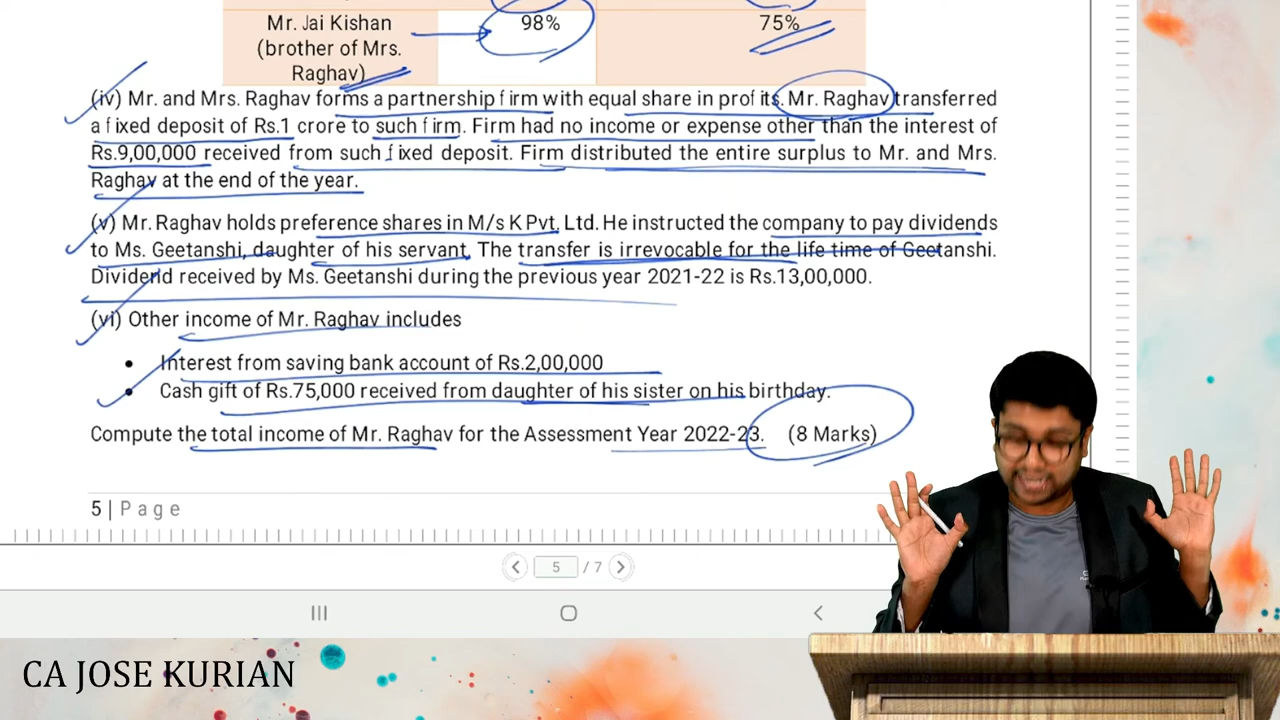 Mr. Jai Kishan 98% 75%
(brother of Mrs.
Raghav)
(iv) Mr. and Mrs. Raghav forms a partnership firm with equal share in profits. Mr. Raghav transferred
a fixed deposit of Rs.1 crore to such firm. Firm had no income or expense other than the interest of
Rs.9,00,000 received from such fixed deposit. Firm distributed the entire surplus to Mr. and Mrs.
Raghav at the end of the year.
(v) Mr. Raghav holds preference shares in M/s K Pvt. Ltd. He instructed the company to pay dividends
to Ms. Geetanshi, daughter of his servant. The transfer is irrevocable for the life time of Geetanshi.
Dividend received by Ms. Geetanshi during the previous year 2021-22 is Rs.13,00,000.
(vi) Other income of Mr. Raghav includes
• Interest from saving bank account of Rs.2,00,000
• Cash gift of Rs.75,000 received from daughter of his sister on his birthday.
Compute the total income of Mr. Raghav for the Assessment Year 2022-23. (8 Marks)
5 | Page
5 / 7
CA JOSE KURIAN